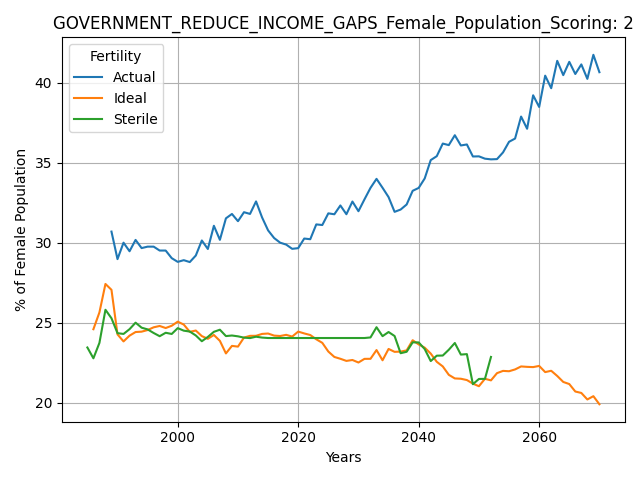 GOVERNMENT_REDUCE_INCOME_GAPS_Female_Population_Scoring: 2
Fertility
Actual
Ideal
Sterile
% of Female Population
40
35
30
25
20
2000
2020
2040
2060
Years